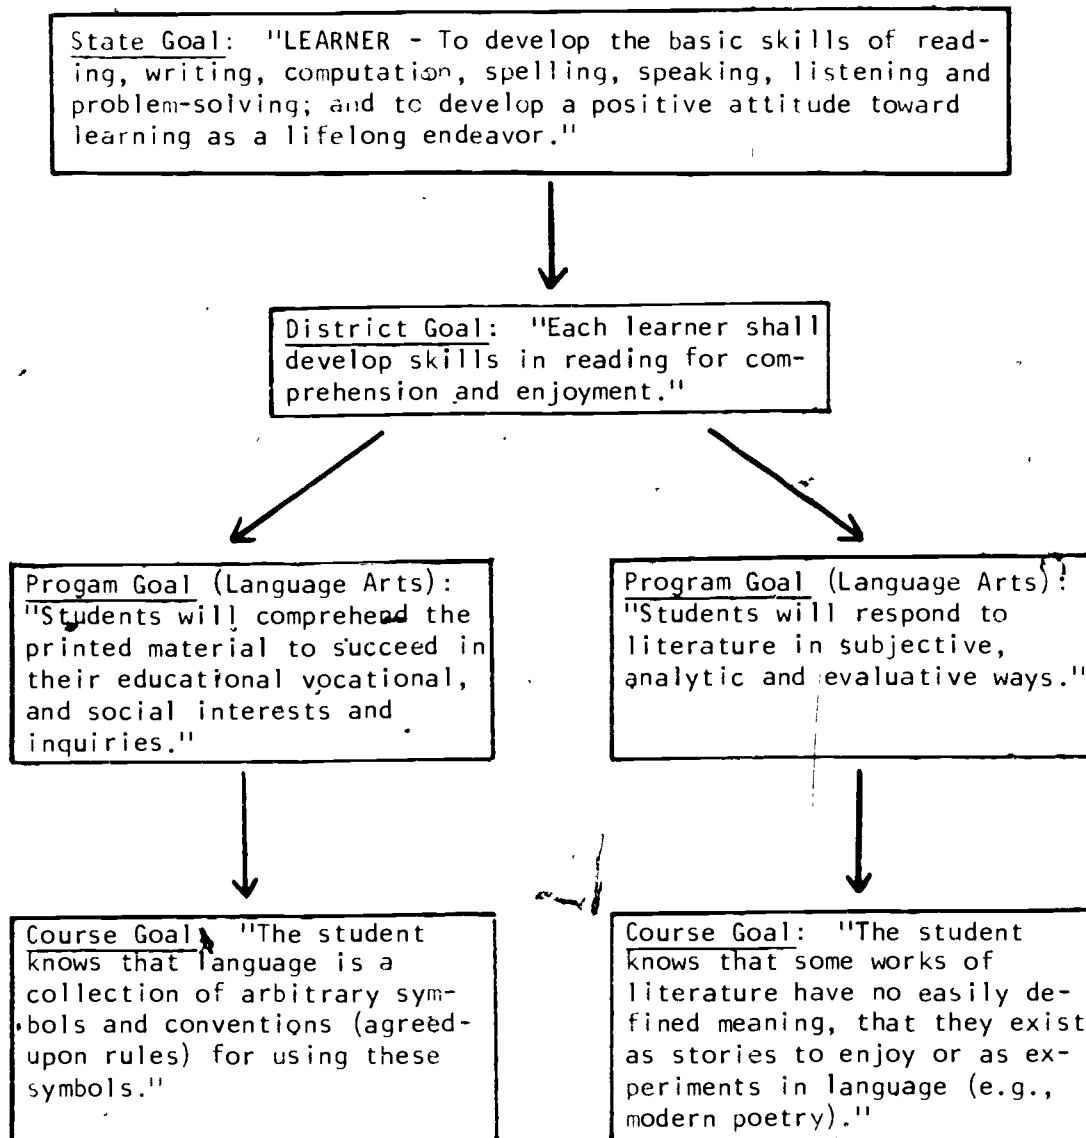 State Goal: "LEARNER - To develop the basic skills of read-
ing, writing, computation, spelling, speaking, listening and
problem-solving; and to develop a positive attitude toward
learning as a lifelong endeavor."
District Goal: "Each learner shall
develop skills in reading for com-
prehension and enjoyment."
Progam Goal (Language Arts):
"Students will comprehend the
printed material to succeed in
their educational vocational,
and social interests and
inquiries."
Program Goal (Language Arts):
"Students will respond to
literature in subjective,
analytic and evaluative ways."
Course Goal: "The student
knows that language is a
collection of arbitrary sym-
bols and conventions (agreed-
upon rules) for using these
symbols."
Course Goal: "The student
knows that some works of
literature have no easily de-
fined meaning, that they exist
as stories to enjoy or as ex-
periments in language (e.g.,
modern poetry)."